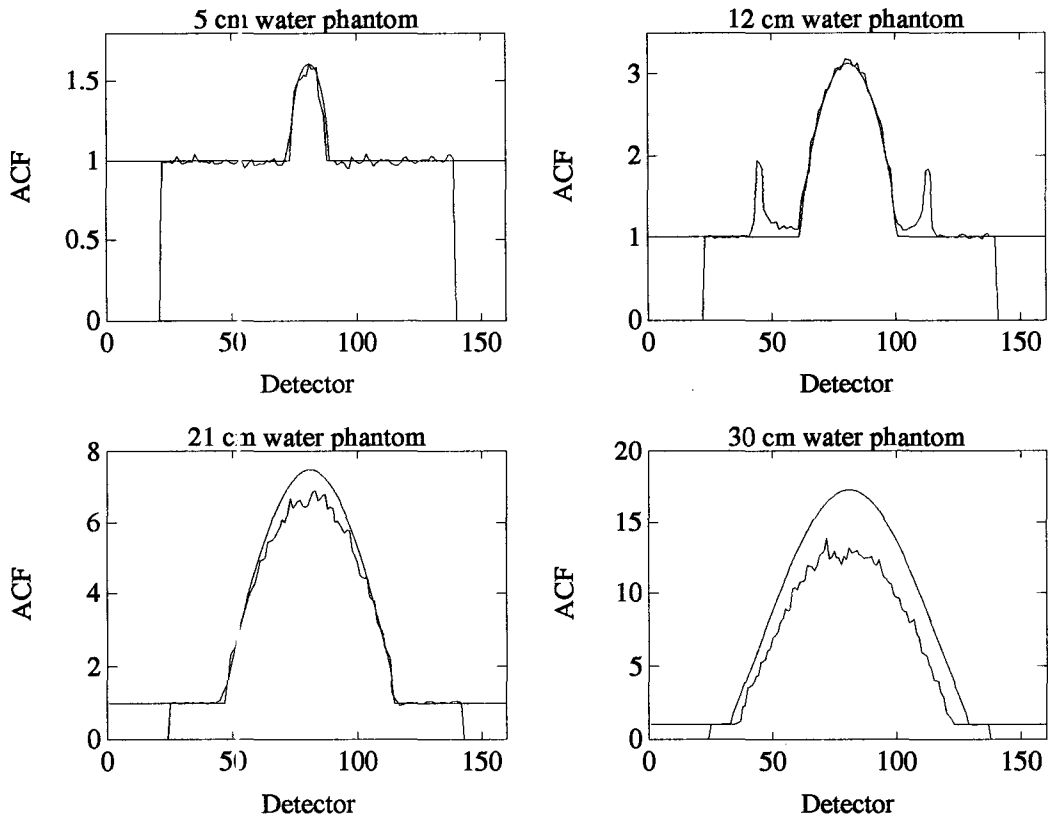 5 cm water phantom
ACF
1.5
1
0.5
0
0 50 100 150
Detector
12 cm water phantom
ACF
3
2
1
0
0 50 100 150
Detector
21 cm water phantom
ACF
8
6
4
2
0
0 50 100 150
Detector
30 cm water phantom
ACF
20
15
10
5
0
0 50 100 150
Detector